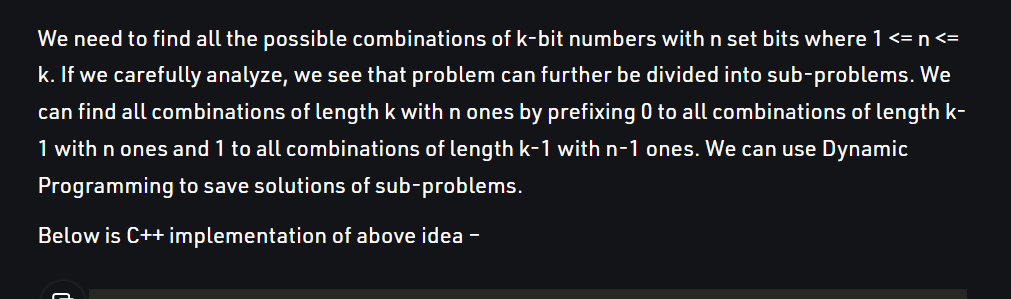 We need to find all the possible combinations of k-bit numbers with n set bits where 1 <= n <=
k. If we carefully analyze, we see that problem can further be divided into sub-problems. We
can find all combinations of length k with n ones by prefixing 0 to all combinations of length k-
1 with n ones and 1 to all combinations of length k-1 with n-1 ones. We can use Dynamic
Programming to save solutions of sub-problems.
Below is C++ implementation of above idea –